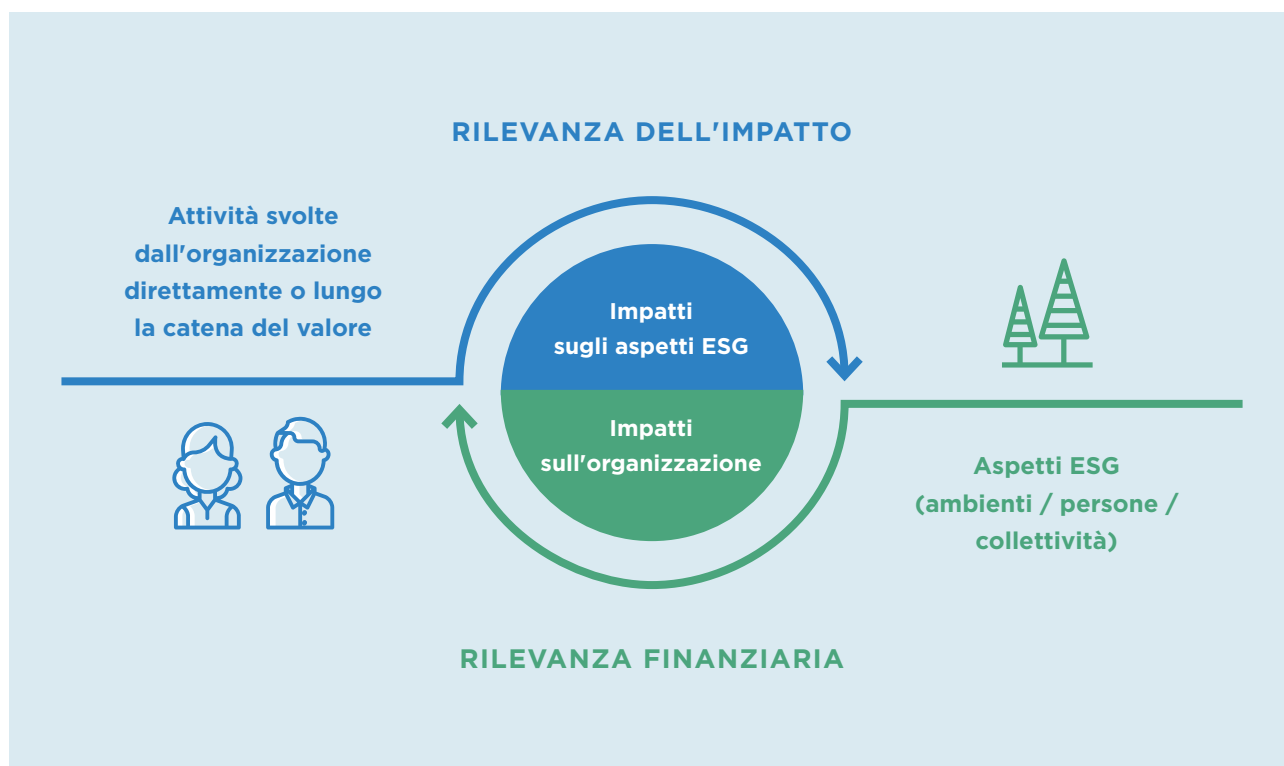 RILEVANZA DELL'IMPATTO
Attività svolte
dall'organizzazione
direttamente o lungo
la catena del valore
Impatti
sugli aspetti ESG
Impatti
sull'organizzazione
Aspetti ESG
(ambienti / persone /
collettività)
RILEVANZA FINANZIARIA